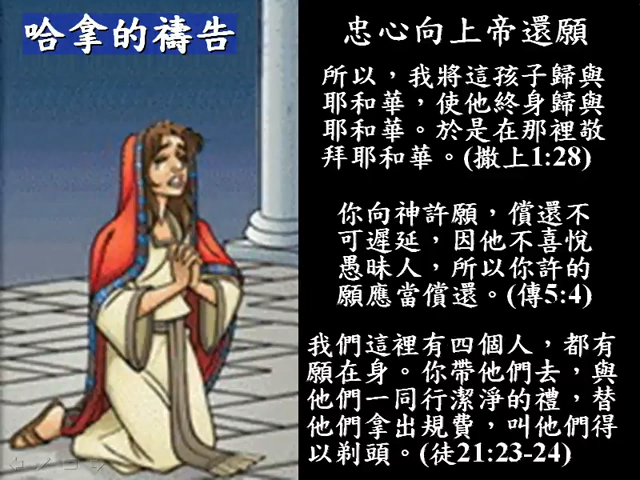 哈拿的禱告
忠心向上帝還願
所以，我將這孩子歸與
耶和華，使他終身歸與
耶和華。於是在那裡敬
拜耶和華。(撒上1:28)
你向神許願，償還不
可遲延，因他不喜悅
愚昧人，所以你許的
願應當償還。(傳5:4)
我們這裡有四個人，都有
願在身。你帶他們去，與
他們一同行潔淨的禮，替
他們拿出規費，叫他們得
以剃頭。(徒21:23-24)